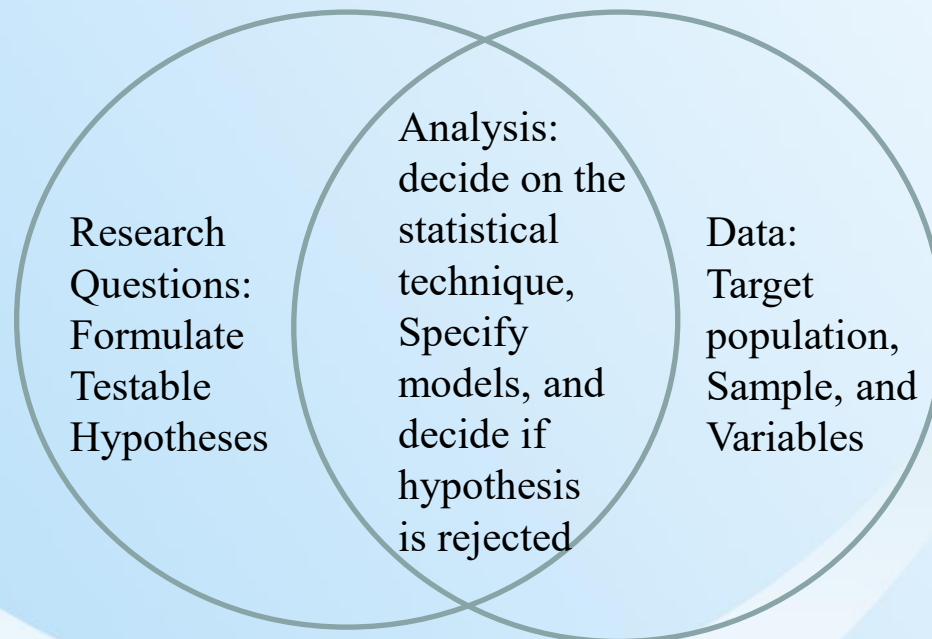 Research
Questions:
Formulate
Testable
Hypotheses
Analysis:
decide on the
statistical
technique,
Specify
models, and
decide if
hypothesis
is rejected
Data:
Target
population,
Sample, and
Variables